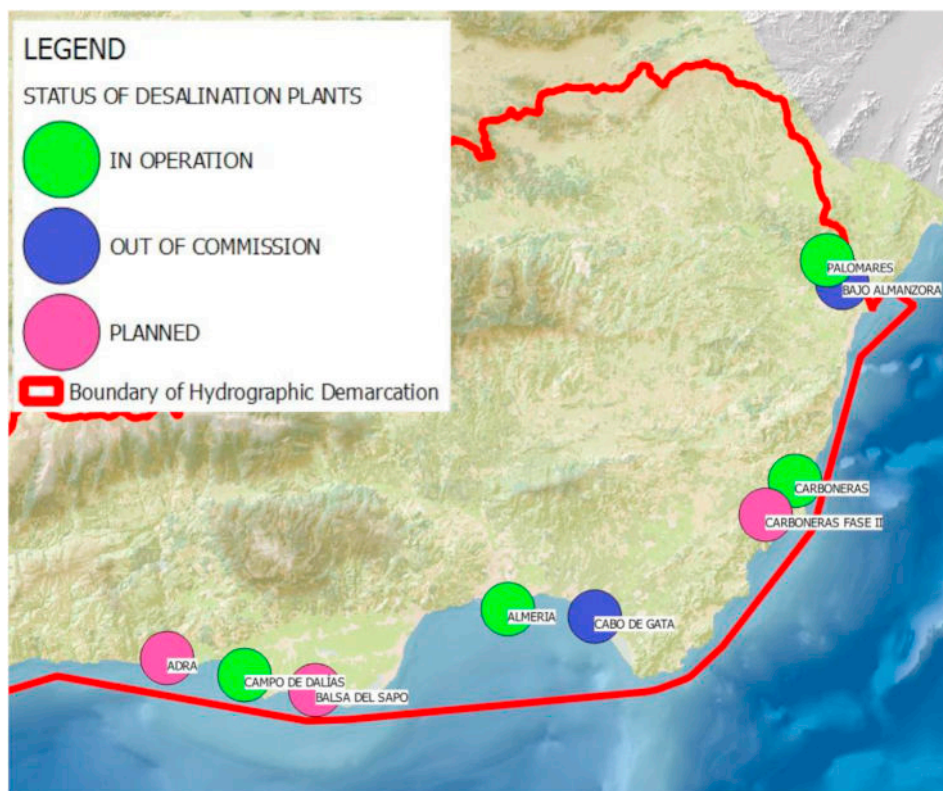 LEGEND
STATUS OF DESALINATION PLANTS
IN OPERATION
OUT OF COMMISSION
PLANNED
Boundary of Hydrographic Demarcation
PALOMARES
BAJO ALMANZORA
CARBONERAS
CARBONERAS FASE II
ALMERIA
CABO DE GATA
ADRA
CAMPO DE DALÍAS
BALSA DEL SAPO